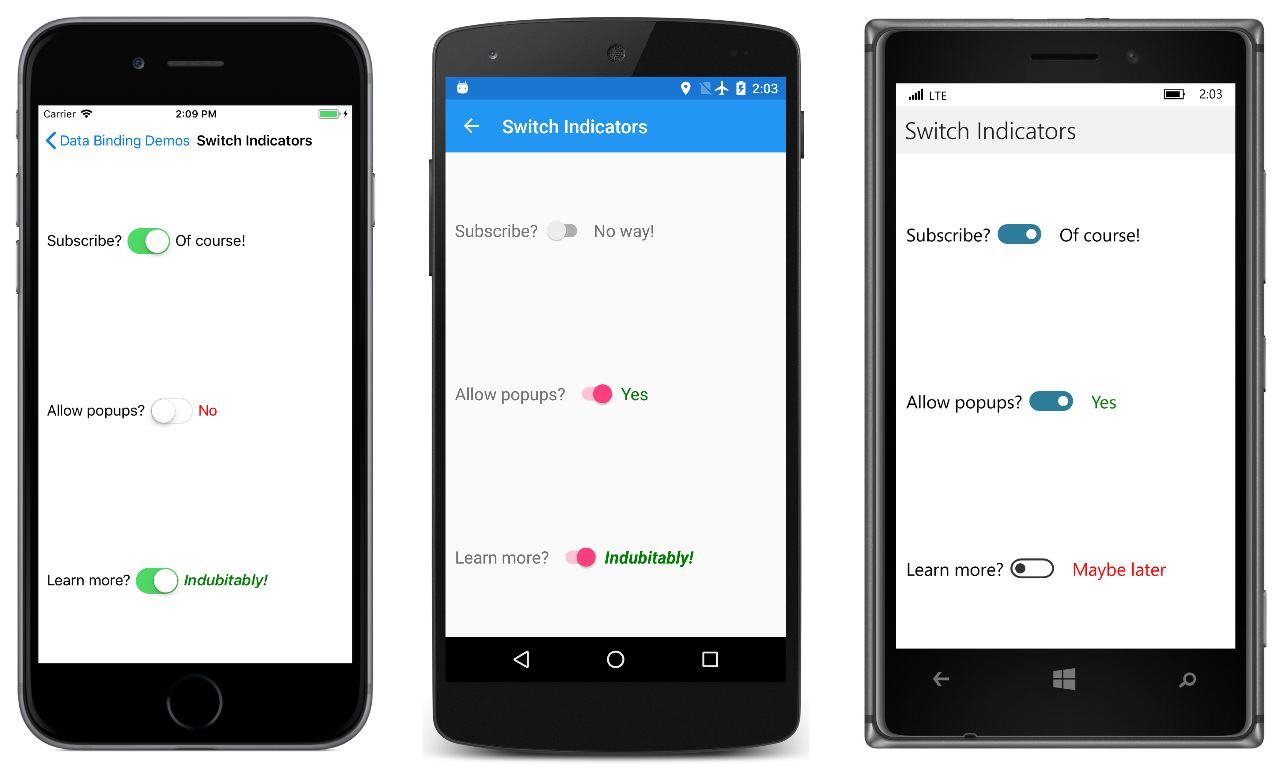 Carrier 2:09 PM
Data Binding Demos Switch Indicators
Subscribe? Of course!
Allow popups? No
Learn more? Indubitably!
2:03
Switch Indicators
Subscribe? No way!
Allow popups? Yes
Learn more? Indubitably!
LTE 2:03
Switch Indicators
Subscribe? Of course!
Allow popups? Yes
Learn more? Maybe later